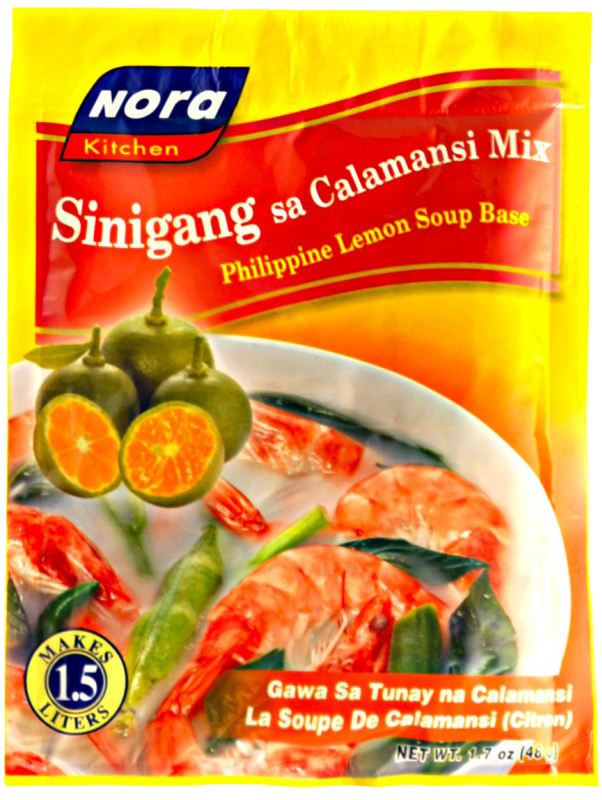 Nora
Kitchen
Sinigang sa Calamansi Mix
Philippine Lemon Soup Base
MAKES
1.5
LITERS
Gawa Sa Tunay na Calamansi
La Soupe De Calamansi (Citron)
NET WT. 1.7 oz (48